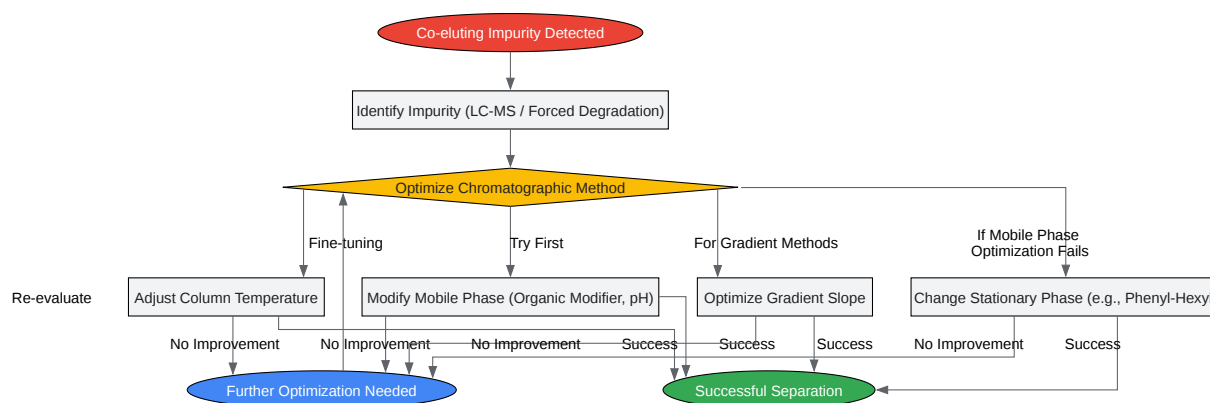 Co-eluting Impurity Detected
Identify Impurity (LC-MS / Forced Degradation)
Optimize Chromatographic Method
Fine-tuning
Try First
For Gradient Methods
If Mobile Phase
Optimization Fails
Re-evaluate
Adjust Column Temperature
Modify Mobile Phase (Organic Modifier, pH)
Optimize Gradient Slope
Change Stationary Phase (e.g., Phenyl-Hexy
No Improvement
No Improvement
No Improvement
Success
Success
Success
No Improvement
Success
Further Optimization Needed
Successful Separation